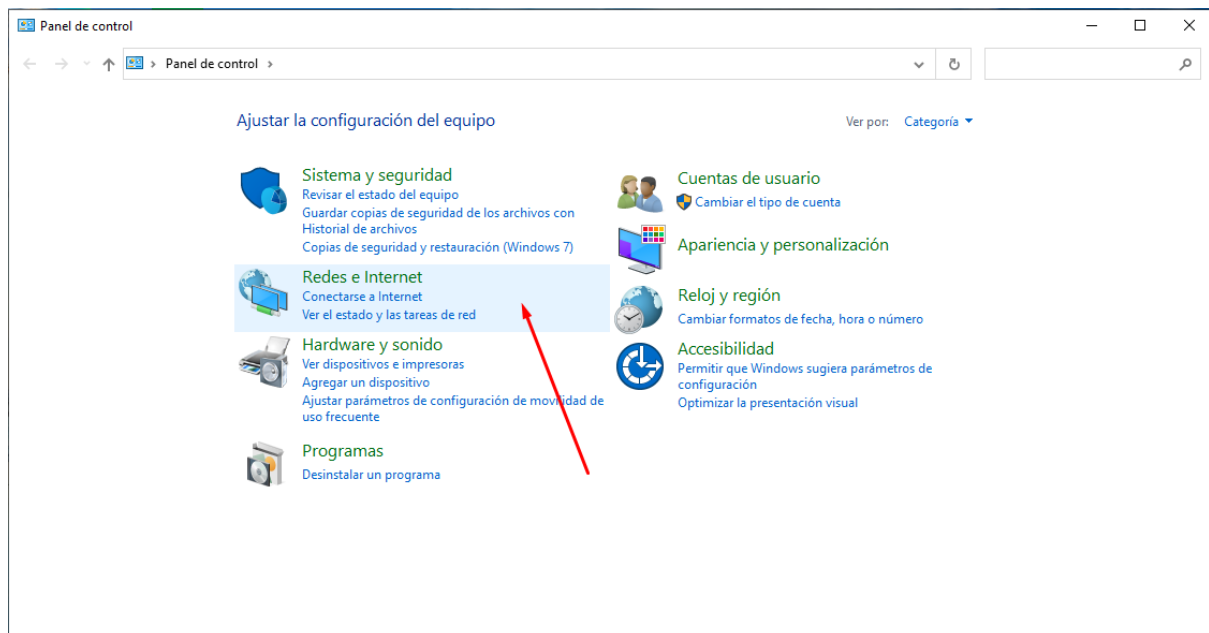 Panel de control
Panel de control
Ajustar la configuración del equipo
Ver por: Categoría
Sistema y seguridad
Revisar el estado del equipo
Guardar copias de seguridad de los archivos con
Historial de archivos
Copias de seguridad y restauración (Windows 7)
Redes e Internet
Conectarse a Internet
Ver el estado y las tareas de red
Hardware y sonido
Ver dispositivos e impresoras
Agregar un dispositivo
Ajustar parámetros de configuración de movilidad de
uso frecuente
Programas
Desinstalar un programa
Cuentas de usuario
Cambiar el tipo de cuenta
Apariencia y personalización
Reloj y región
Cambiar formatos de fecha, hora o número
Accesibilidad
Permitir que Windows sugiera parámetros de
configuración
Optimizar la presentación visual